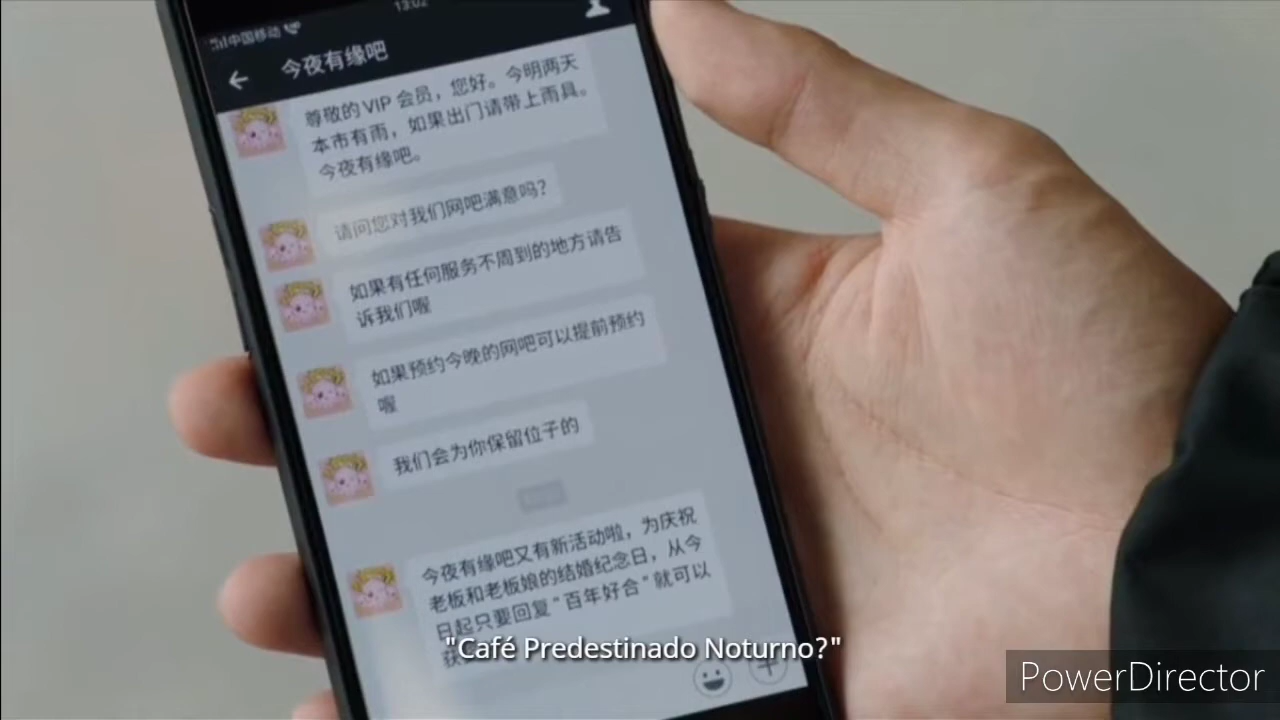 中国移动
13:02
今夜有缘吧
尊敬的 VIP 会员，您好。今明两天
本市有雨，如果出门请带上雨具。
今夜有缘吧。
请问您对我们网吧满意吗？
如果有任何服务不周到的地方请告
诉我们喔
如果预约今晚的网吧可以提前预约
喔
我们会为你保留位子的
今夜有缘吧又有新活动啦，为庆祝
老板和老板娘的结婚纪念日，从今
日起只要回复“百年好合”就可以
获
"Café Predestinado Noturno?"
PowerDirector